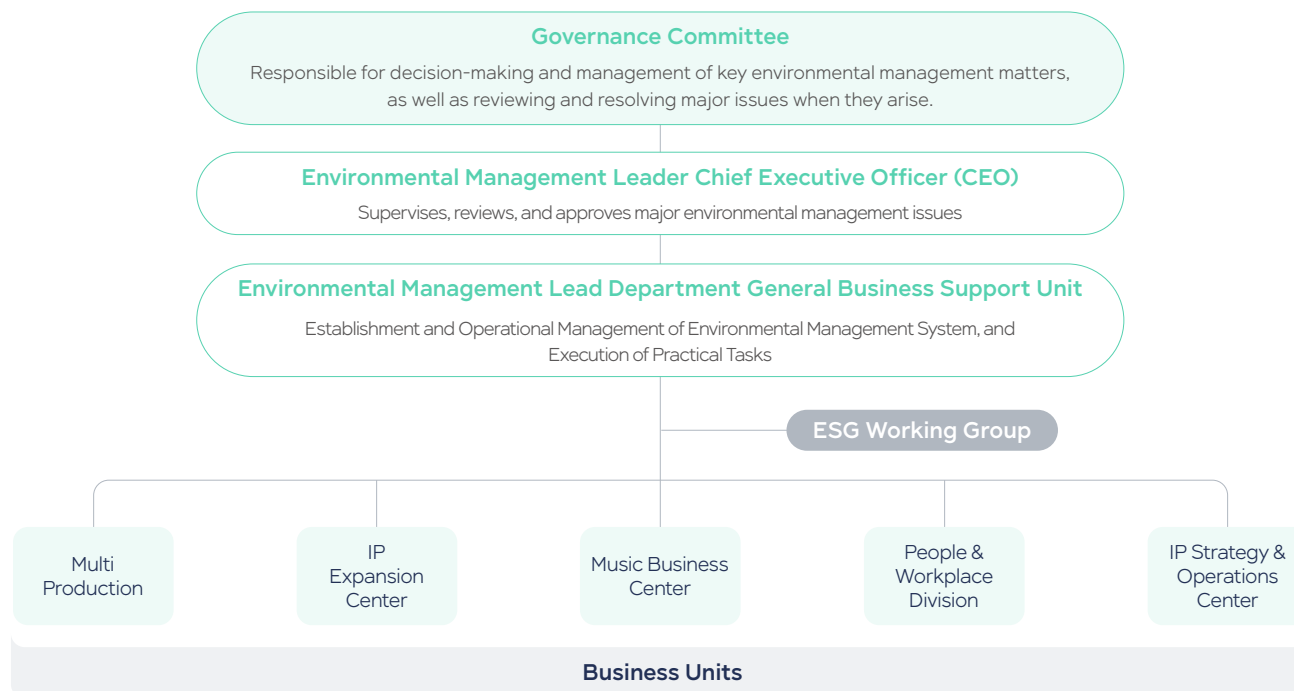 Governance Committee
Responsible for decision-making and management of key environmental management matters,
as well as reviewing and resolving major issues when they arise.
Environmental Management Leader Chief Executive Officer (CEO)
Supervises, reviews, and approves major environmental management issues
Environmental Management Lead Department General Business Support Unit
Establishment and Operational Management of Environmental Management System, and
Execution of Practical Tasks
ESG Working Group
Multi
Production
IP
Expansion
Center
Music Business
Center
People &
Workplace
Division
IP Strategy &
Operations
Center
Business Units